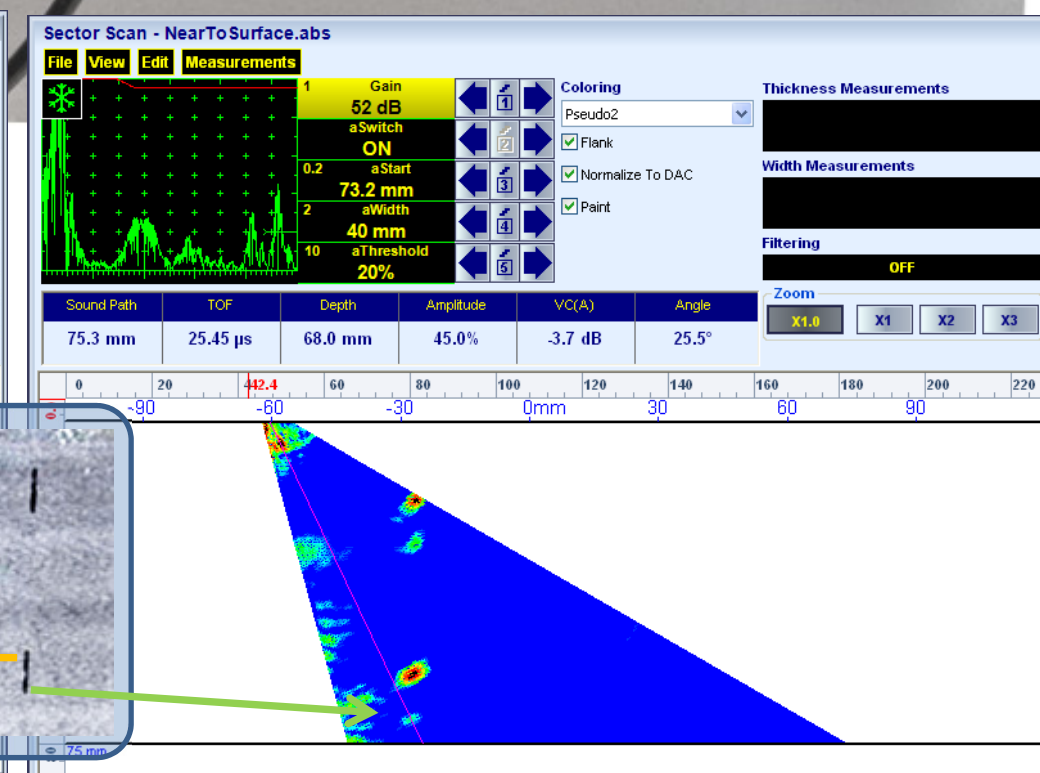 Sector Scan - NearToSurface.abs
File View Edit Measurements
1 Gain
52 dB
1
aSwitch
ON
2
0.2 aStart
73.2 mm
3
2 aWidth
40 mm
4
10 aThreshold
20%
5
Coloring
Pseudo2
Flank
Normalize To DAC
Paint
Thickness Measurements
Width Measurements
Filtering
OFF
Zoom
X1.0 X1 X2 X3
Sound Path TOF Depth Amplitude VC(A) Angle
75.3 mm 25.45 µs 68.0 mm 45.0% -3.7 dB 25.5°
0 20 42.4 60 80 100 120 140 160 180 200 220
-90 -60 -30 0mm 30 60 90
75 mm